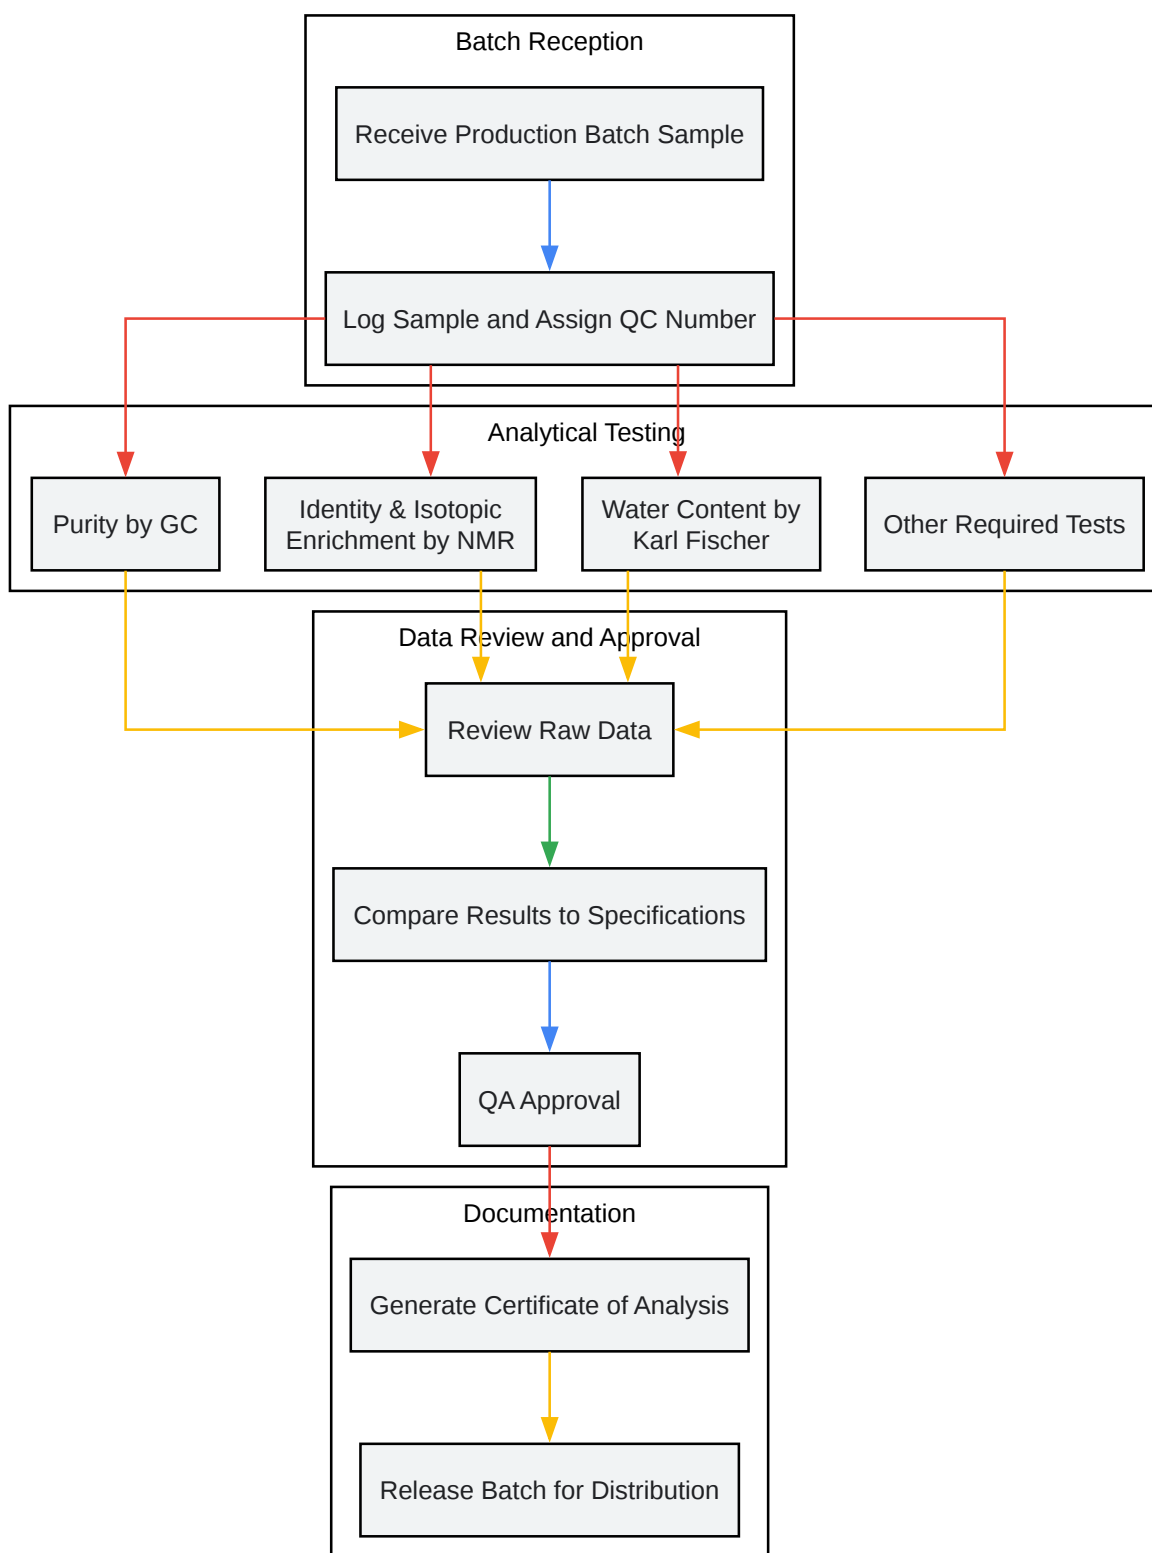 Batch Reception
Receive Production Batch Sample
Log Sample and Assign QC Number
Analytical Testing
Purity by GC
Identity & Isotopic
Enrichment by NMR
Water Content by
Karl Fischer
Other Required Tests
Data Review and Approval
Review Raw Data
Compare Results to Specifications
QA Approval
Documentation
Generate Certificate of Analysis
Release Batch for Distribution